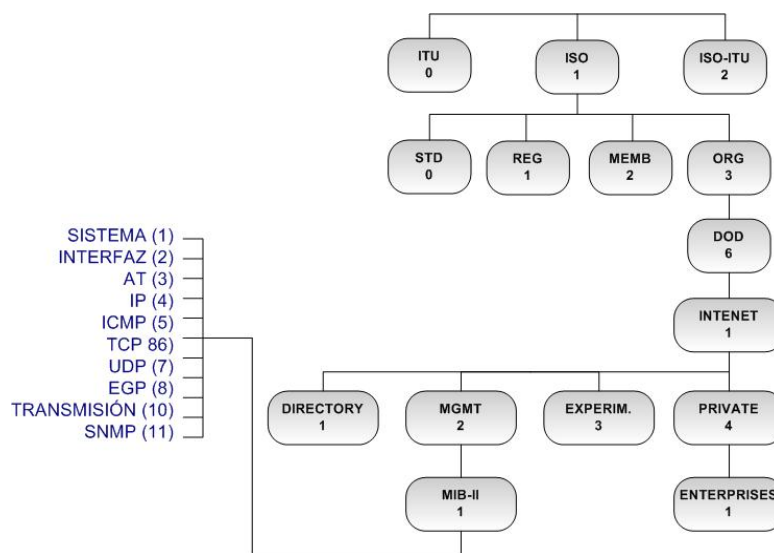 ITU
0
ISO
1
ISO-ITU
2
STD
0
REG
1
MEMB
2
ORG
3
DOD
6
INTENET
1
SISTEMA (1)
INTERFAZ (2)
AT (3)
IP (4)
ICMP (5)
TCP 86)
UDP (7)
EGP (8)
TRANSMISIÓN (10)
SNMP (11)
DIRECTORY
1
MGMT
2
EXPERIM.
3
PRIVATE
4
MIB-II
1
ENTERPRISES
1